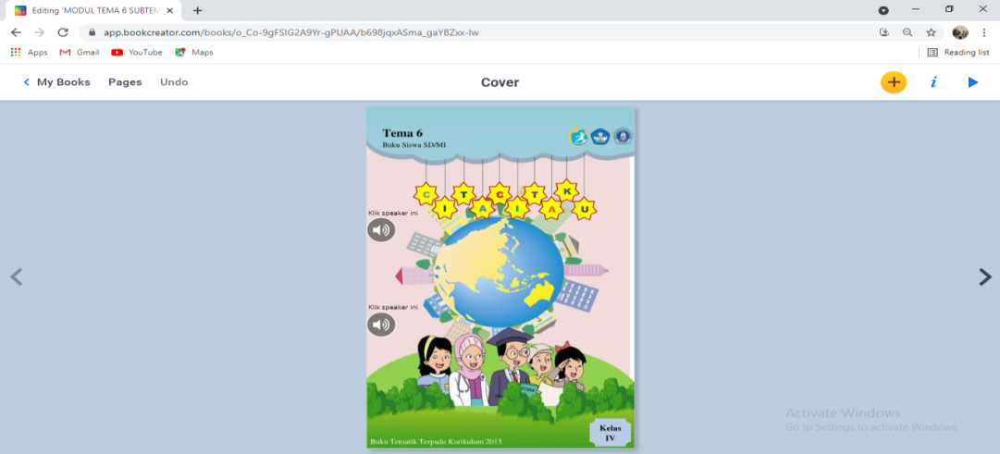 Editing 'MODUL TEMA 6 SUBTEM
app.bookcreator.com/books/o_Co-9gFSIG2A9Yr-gPUAA/b698jqxASma_gaYBZxx-lw
Apps Gmail YouTube Maps Reading list
My Books Pages Undo Cover
Tema 6
Buku Siswa SD/MI
C I T A C I T A K U
Klik speaker ini
Klik speaker ini
Activate Windows
Go to Settings to activate Windows.
Kelas
IV
Buku Tematik Terpadu Kurikulum 2013